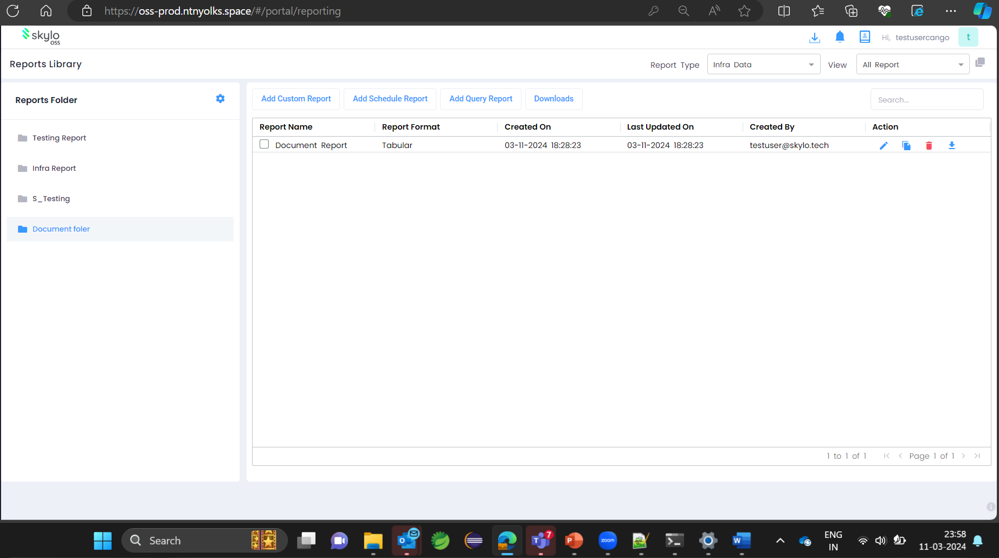 https://oss-prod.ntnyolks.space/#/portal/reporting
skylo
oss
Hi, testusercango
t
Reports Library
Report Type
Infra Data
View
All Report
Reports Folder
Add Custom Report
Add Schedule Report
Add Query Report
Downloads
Search...
Testing Report
Infra Report
S_Testing
Document foler
Report Name Report Format Created On Last Updated On Created By Action
Document Report Tabular 03-11-2024 18:28:23 03-11-2024 18:28:23 testuser@skylo.tech
1 to 1 of 1 Page 1 of 1
Search
7
zoom
ENG
IN
23:58
11-03-2024